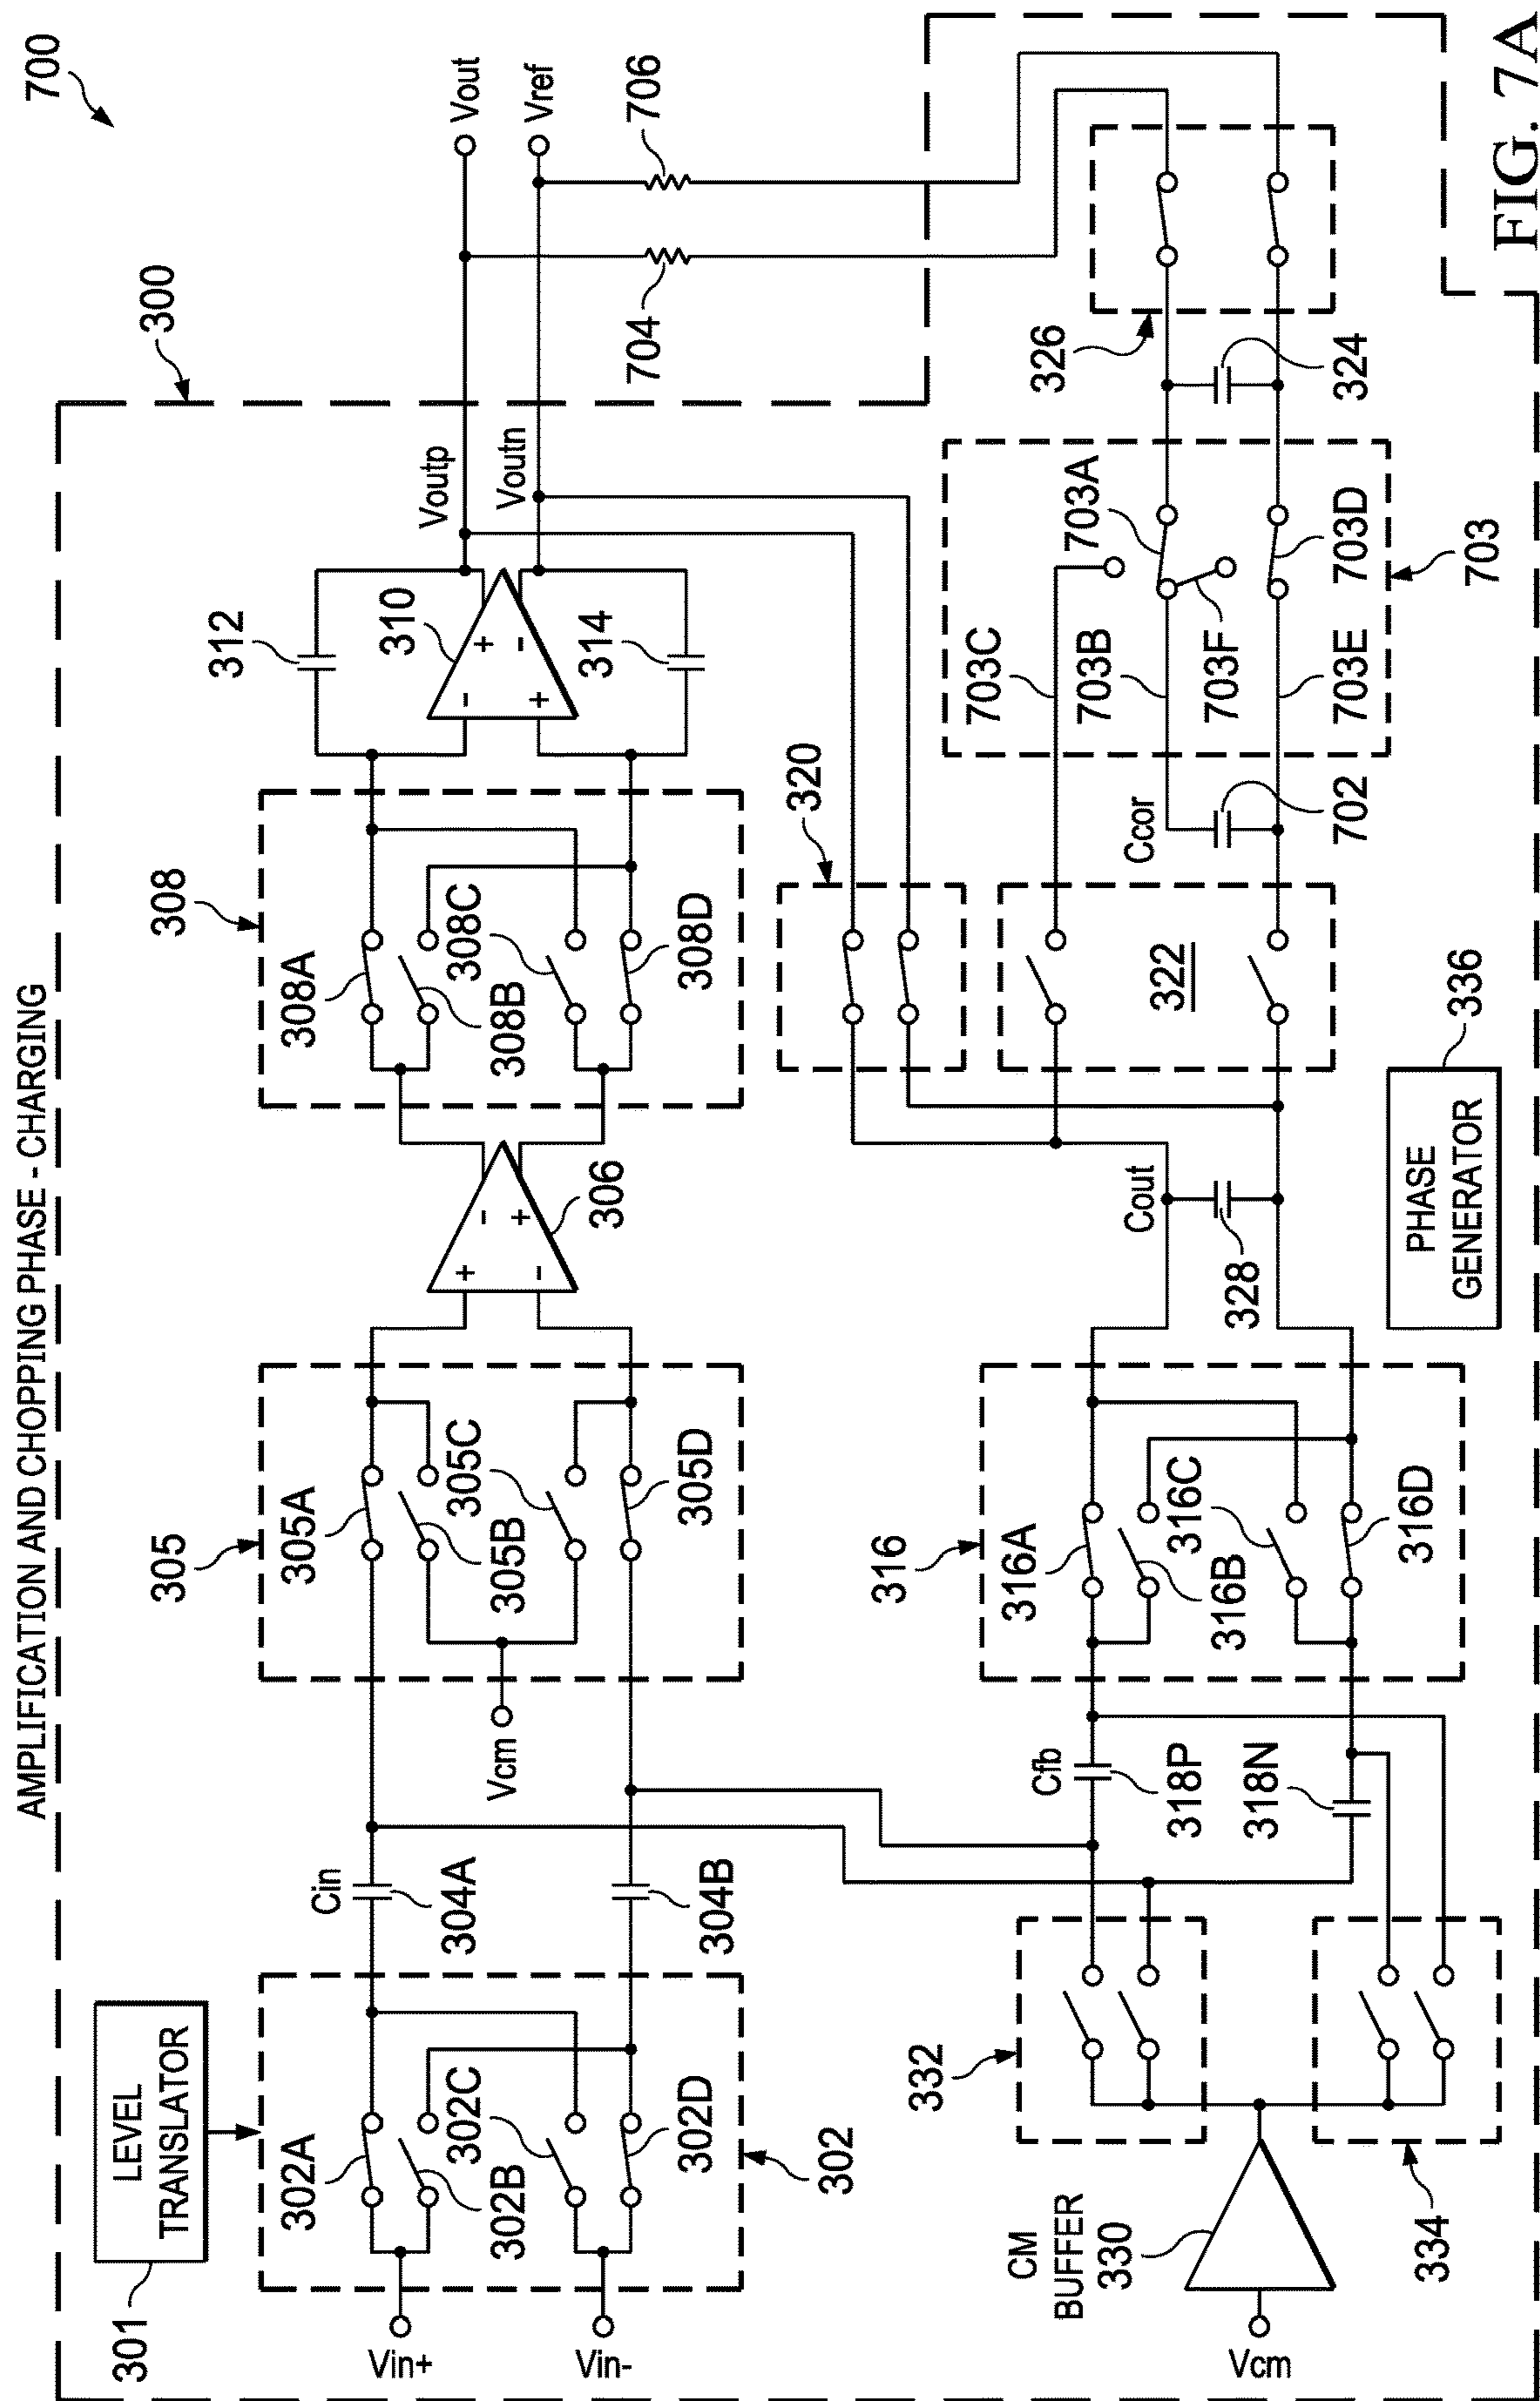 AMPLIFICATION AND CHOPPING PHASE - CHARGING
700
300
301
LEVEL
TRANSLATOR
302A
302B
302C
302D
302
Vin+
Vin-
Cin
304A
304B
305
305A
305B
305C
305D
Vcm
+
-
-
+
306
308
308A
308B
308C
308D
312
310
-
+
+
-
314
Voutp
Voutn
Vout
Vref
704
706
320
322
Ccor
702
703C
703B
703A
703F
703E
703D
703
326
324
Cout
328
316
316A
316B
316C
316D
Cfb
318P
318N
332
334
CM
BUFFER
330
Vcm
PHASE
GENERATOR
336
FIG. 7A